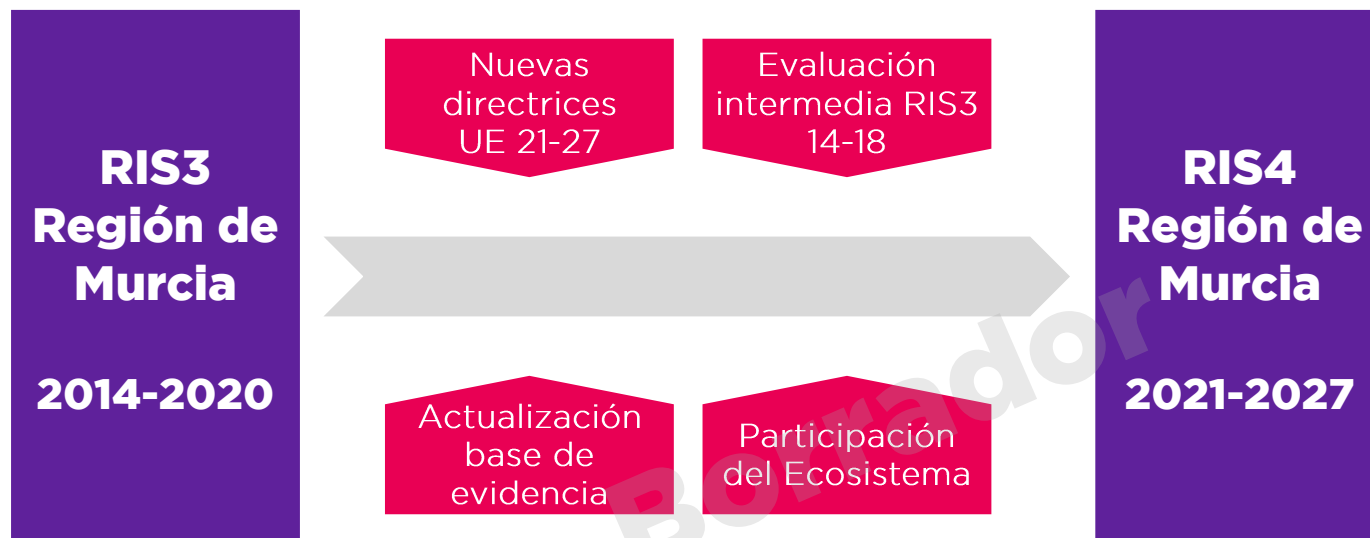 RIS3
Región de
Murcia
2014-2020
Nuevas
directrices
UE 21-27
Evaluación
intermedia RIS3
14-18
Actualización
base de
evidencia
Participación
del Ecosistema
RIS4
Región de
Murcia
2021-2027
Borrador